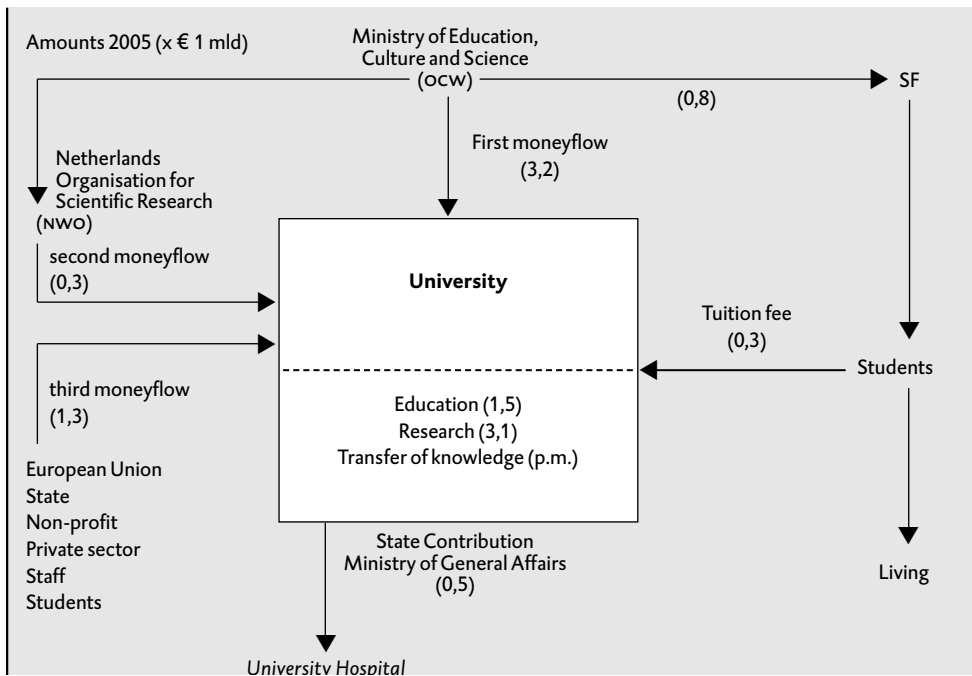 Amounts 2005 (x € 1 mld)
Ministry of Education,
Culture and Science
(OCW)
(0,8)
SF
First moneyflow
(3,2)
Netherlands
Organisation for
Scientific Research
(NWO)
second moneyflow
(0,3)
University
Tuition fee
(0,3)
Students
third moneyflow
(1,3)
Education (1,5)
Research (3,1)
Transfer of knowledge (p.m.)
European Union
State
Non-profit
Private sector
Staff
Students
State Contribution
Ministry of General Affairs
(0,5)
Living
University Hospital